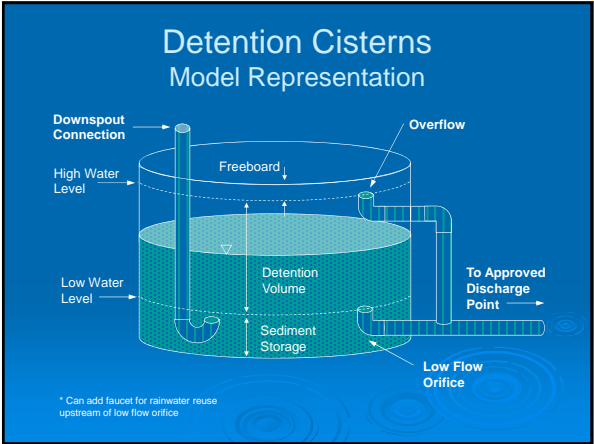 Detention Cisterns
Model Representation
Downspout
Connection
Overflow
Freeboard
High Water
Level
Detention
Volume
Low Water
Level
To Approved
Discharge
Point
Sediment
Storage
Low Flow
Orifice
* Can add faucet for rainwater reuse
upstream of low flow orifice